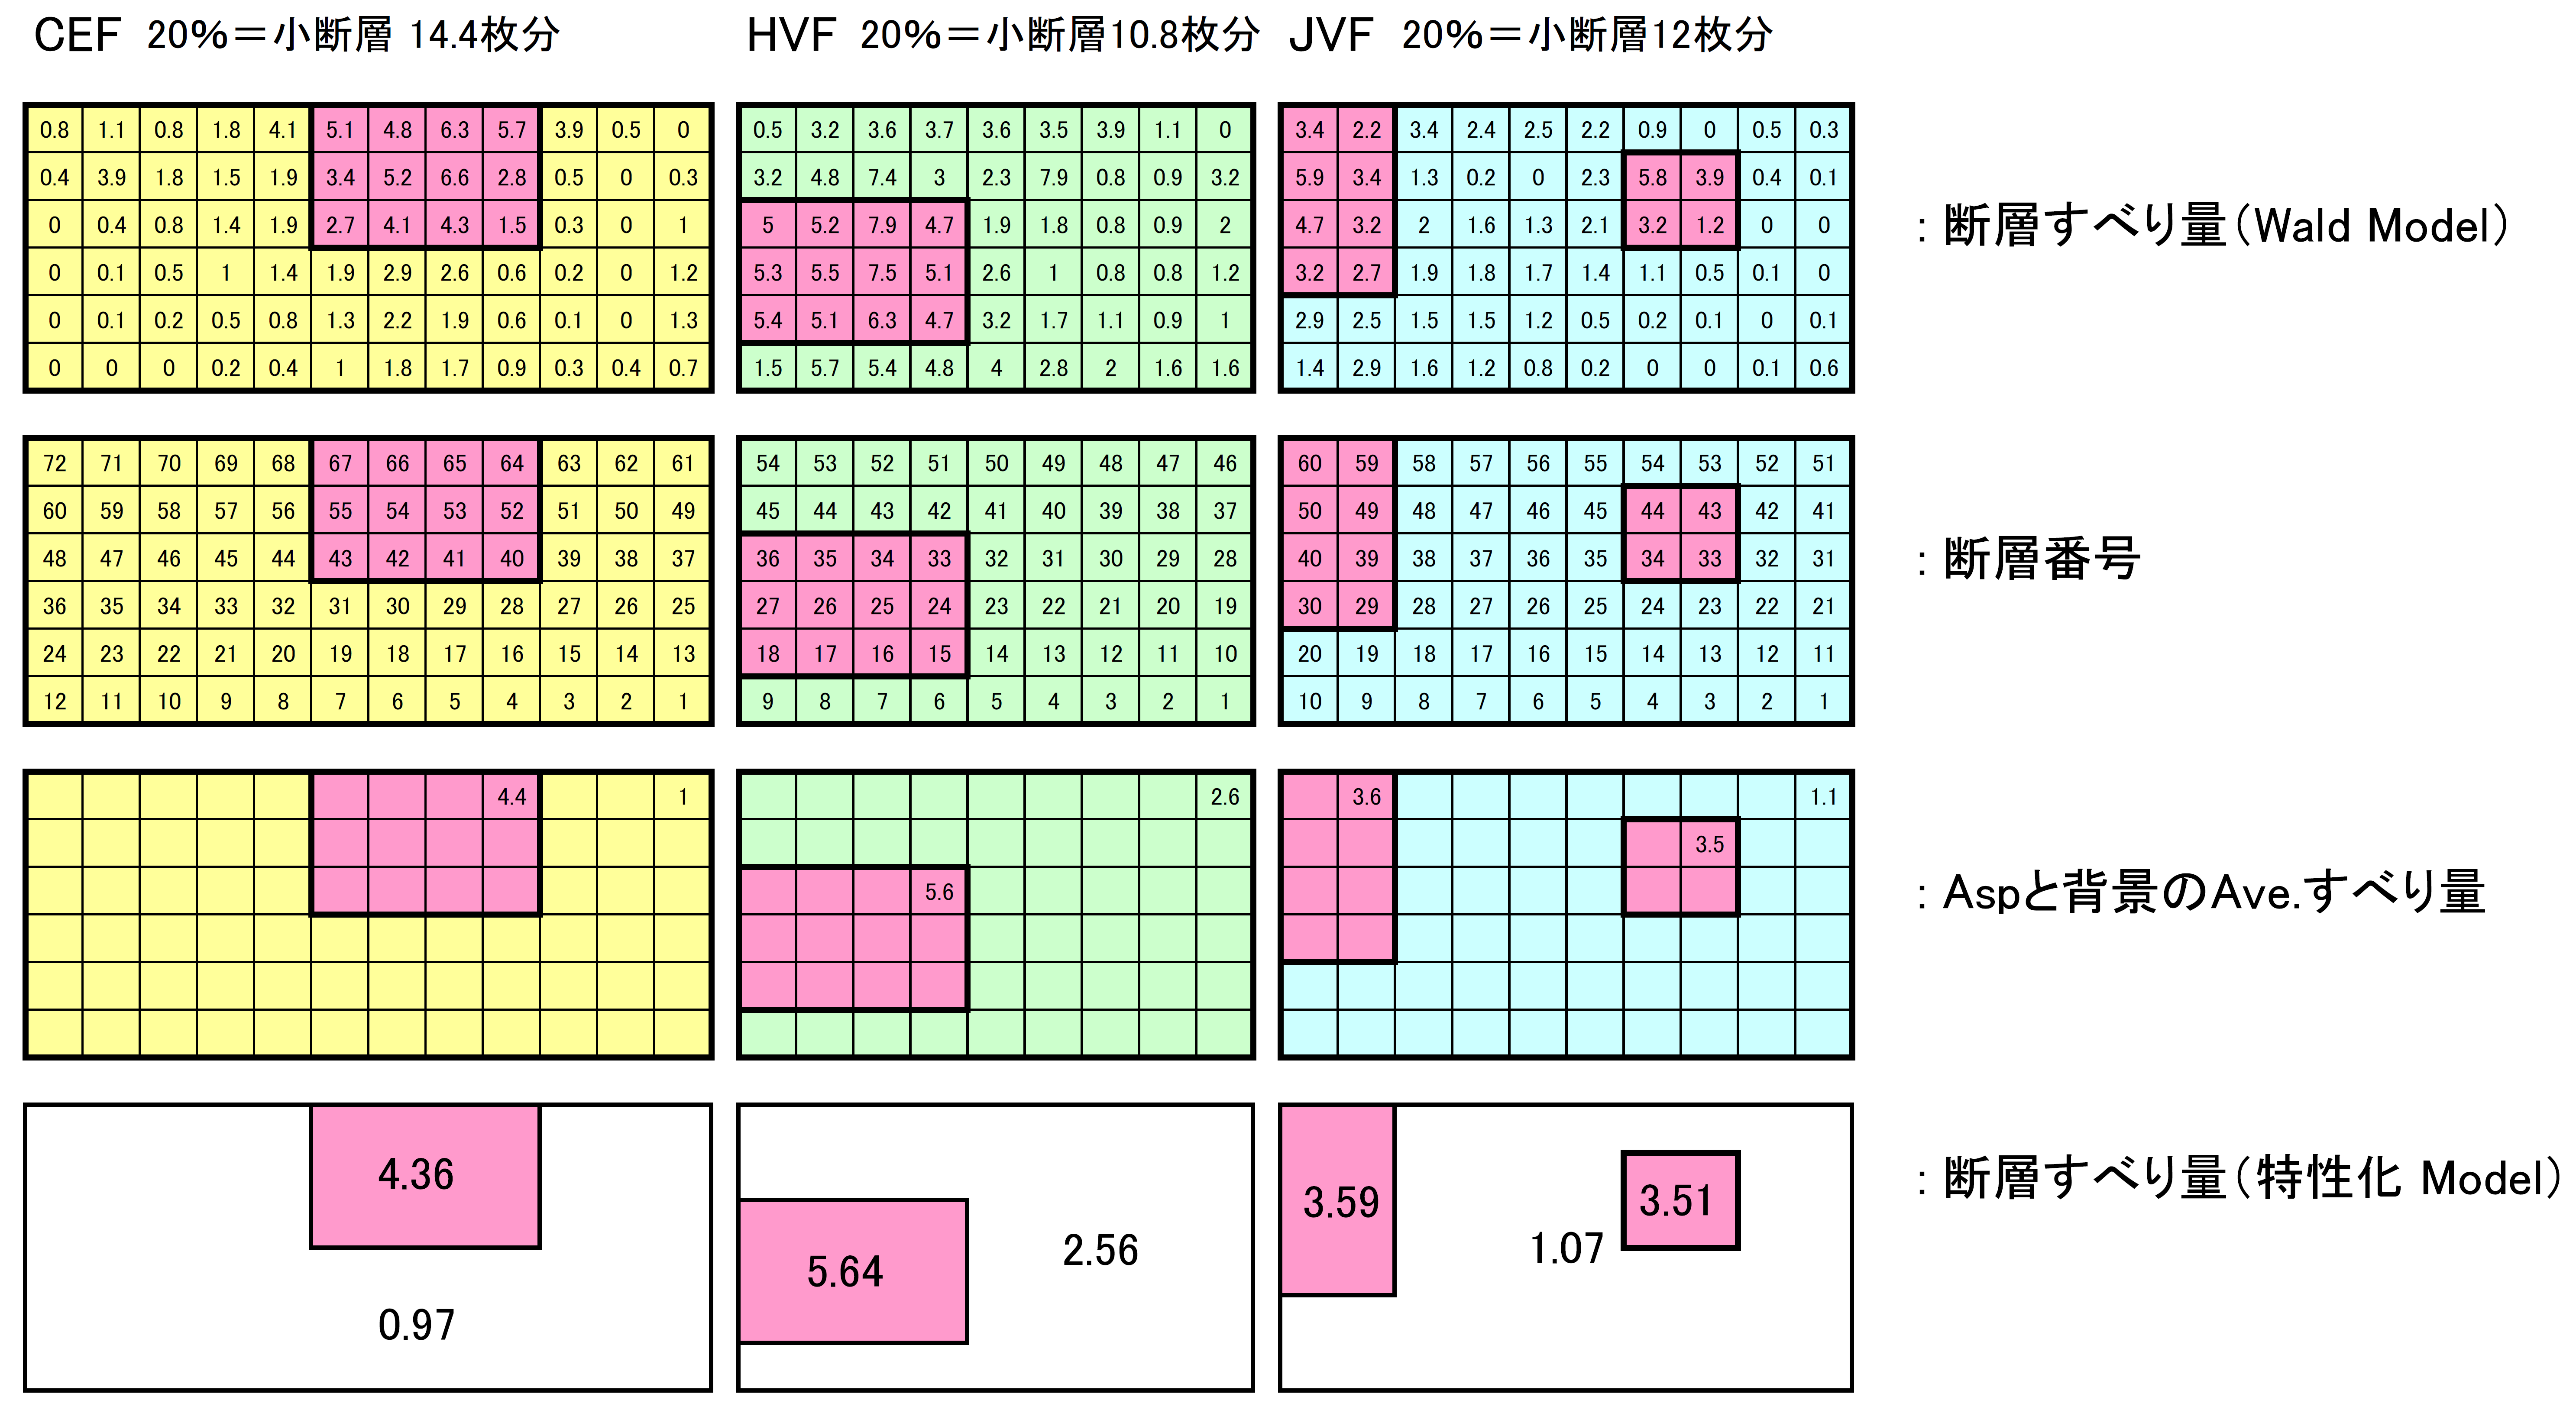 CEF 20%＝小断層 14.4枚分
HVF 20%＝小断層10.8枚分
JVF 20%＝小断層12枚分
0.8 1.1 0.8 1.8 4.1 5.1 4.8 6.3 5.7 3.9 0.5 0
0.4 3.9 1.8 1.5 1.9 3.4 5.2 6.6 2.8 0.5 0 0.3
0 0.4 0.8 1.4 1.9 2.7 4.1 4.3 1.5 0.3 0 1
0 0.1 0.5 1 1.4 1.9 2.9 2.6 0.6 0.2 0 1.2
0 0.1 0.2 0.5 0.8 1.3 2.2 1.9 0.6 0.1 0 1.3
0 0 0 0.2 0.4 1 1.8 1.7 0.9 0.3 0.4 0.7
0.5 3.2 3.6 3.7 3.6 3.5 3.9 1.1 0
3.2 4.8 7.4 3 2.3 7.9 0.8 0.9 3.2
5 5.2 7.9 4.7 1.9 1.8 0.8 0.9 2
5.3 5.5 7.5 5.1 2.6 1 0.8 0.8 1.2
5.4 5.1 6.3 4.7 3.2 1.7 1.1 0.9 1
1.5 5.7 5.4 4.8 4 2.8 2 1.6 1.6
3.4 2.2 3.4 2.4 2.5 2.2 0.9 0 0.5 0.3
5.9 3.4 1.3 0.2 0 2.3 5.8 3.9 0.4 0.1
4.7 3.2 2 1.6 1.3 2.1 3.2 1.2 0 0
3.2 2.7 1.9 1.8 1.7 1.4 1.1 0.5 0.1 0
2.9 2.5 1.5 1.5 1.2 0.5 0.2 0.1 0 0.1
1.4 2.9 1.6 1.2 0.8 0.2 0 0 0.1 0.6
：断層すべり量（Wald Model）
72 71 70 69 68 67 66 65 64 63 62 61
60 59 58 57 56 55 54 53 52 51 50 49
48 47 46 45 44 43 42 41 40 39 38 37
36 35 34 33 32 31 30 29 28 27 26 25
24 23 22 21 20 19 18 17 16 15 14 13
12 11 10 9 8 7 6 5 4 3 2 1
54 53 52 51 50 49 48 47 46
45 44 43 42 41 40 39 38 37
36 35 34 33 32 31 30 29 28
27 26 25 24 23 22 21 20 19
18 17 16 15 14 13 12 11 10
9 8 7 6 5 4 3 2 1
60 59 58 57 56 55 54 53 52 51
50 49 48 47 46 45 44 43 42 41
40 39 38 37 36 35 34 33 32 31
30 29 28 27 26 25 24 23 22 21
20 19 18 17 16 15 14 13 12 11
10 9 8 7 6 5 4 3 2 1
：断層番号
4.4 1
2.6
5.6
3.6 1.1
3.5
：Aspと背景のAve.すべり量
4.36
0.97
5.64
2.56
3.59
1.07
3.51
：断層すべり量（特性化 Model）